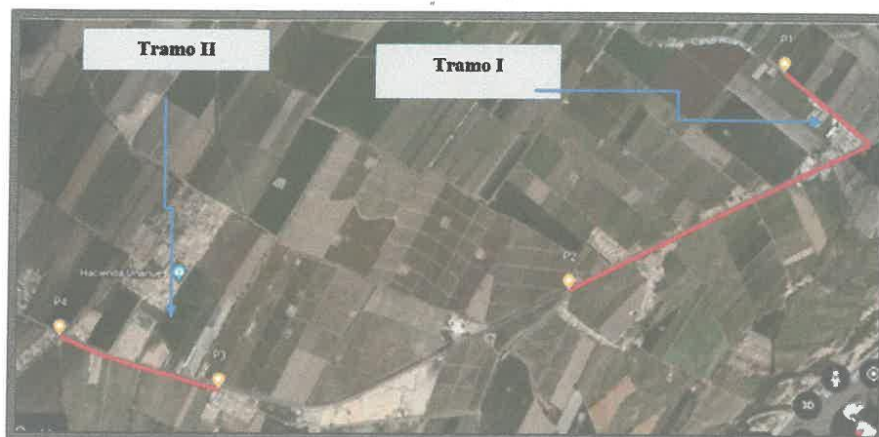 Tramo II
Tramo I
P1
P2
Hacienda Unanue
P4
P3
3D